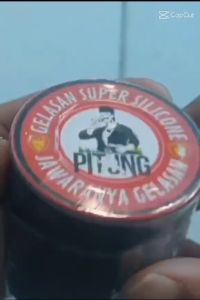 CapCut
GELASAN SUPER SILICONE
PITUNG
JAWARANYA GELASAN